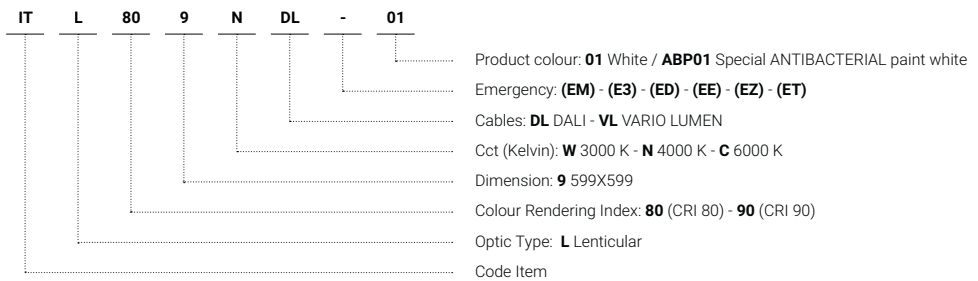 IT L 80 9 N DL - 01
Product colour: 01 White / ABP01 Special ANTIBACTERIAL paint white
Emergency: (EM) - (E3) - (ED) - (EE) - (EZ) - (ET)
Cables: DL DALI - VL VARIO LUMEN
Cct (Kelvin): W 3000 K - N 4000 K - C 6000 K
Dimension: 9 599X599
Colour Rendering Index: 80 (CRI 80) - 90 (CRI 90)
Optic Type: L Lenticular
Code Item